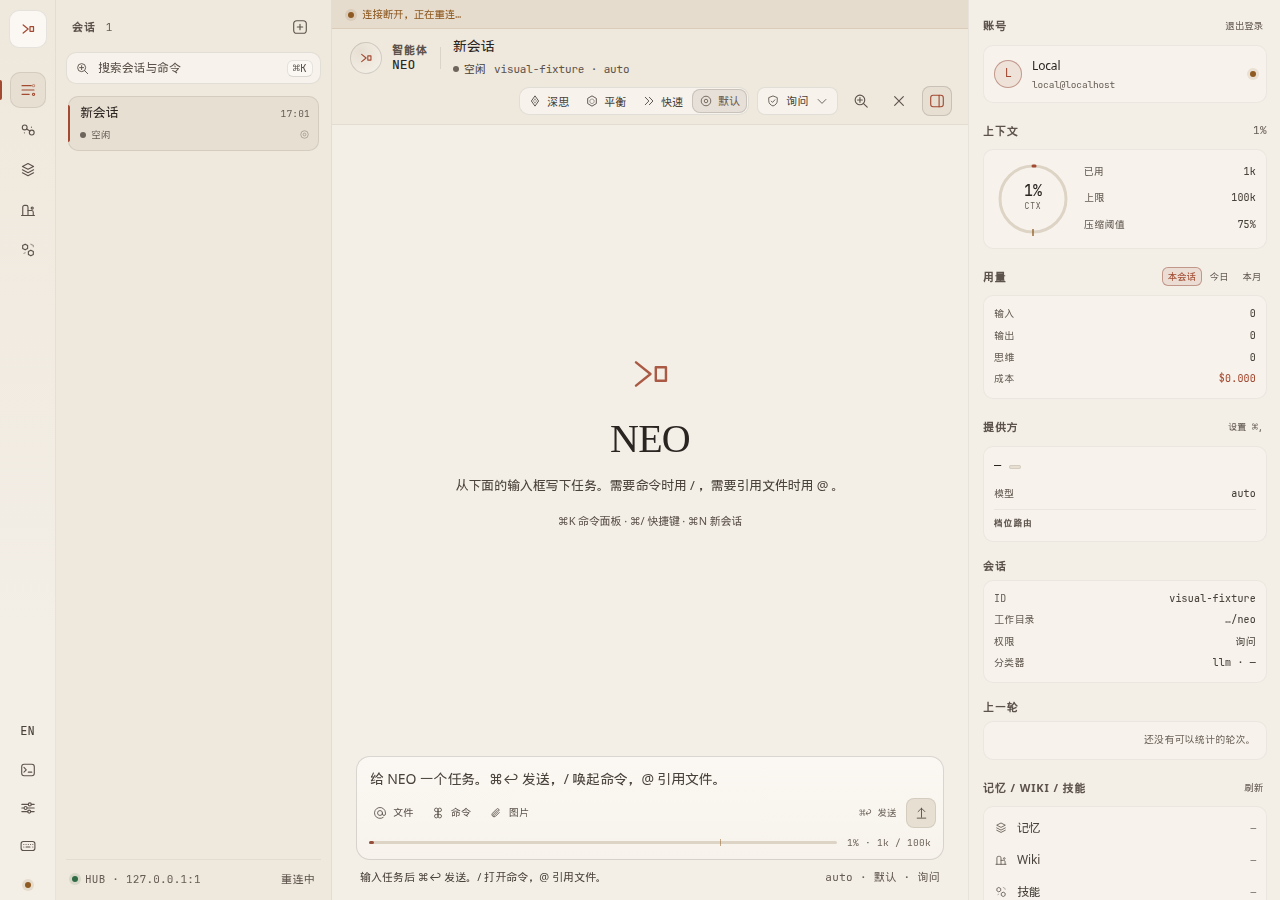 会话 1
搜索会话与命令 ⌘K
新会话 17:01
空闲
EN
HUB · 127.0.0.1:1 重连中
连接断开，正在重连…
智能体
NEO
新会话
空闲 visual-fixture · auto
深思 平衡 快速 默认 询问
NEO
从下面的输入框写下任务。需要命令时用 / ，需要引用文件时用 @ 。
⌘K 命令面板 · ⌘/ 快捷键 · ⌘N 新会话
给 NEO 一个任务。⌘↩ 发送，/ 唤起命令，@ 引用文件。
文件 命令 图片 ⌘↩ 发送
1% · 1k / 100k
输入任务后 ⌘↩ 发送。/ 打开命令，@ 引用文件。 auto · 默认 · 询问
账号 退出登录
L Local
local@localhost
上下文 1%
1%
CTX
已用 1k
上限 100k
压缩阈值 75%
用量 本会话 今日 本月
输入 0
输出 0
思维 0
成本 $0.000
提供方 设置 ⌘,
—
模型 auto
档位路由
会话
ID visual-fixture
工作目录 …/neo
权限 询问
分类器 llm · —
上一轮
还没有可以统计的轮次。
记忆 / WIKI / 技能 刷新
记忆 —
Wiki —
技能 —